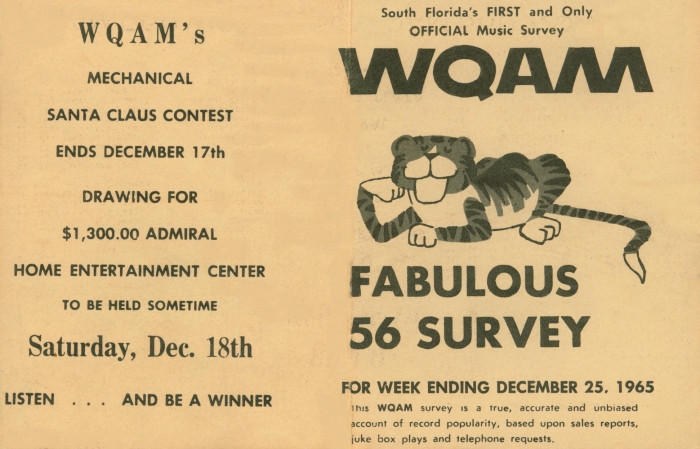 WQAM's
MECHANICAL
SANTA CLAUS CONTEST
ENDS DECEMBER 17th
DRAWING FOR
$1,300.00 ADMIRAL
HOME ENTERTAINMENT CENTER
TO BE HELD SOMETIME
Saturday, Dec. 18th
LISTEN . . . AND BE A WINNER
South Florida's FIRST and Only
OFFICIAL Music Survey
WQAM
FABULOUS
56 SURVEY
FOR WEEK ENDING DECEMBER 25, 1965
This WQAM survey is a true, accurate and unbiased
account of record popularity, based upon sales reports,
juke box plays and telephone requests.